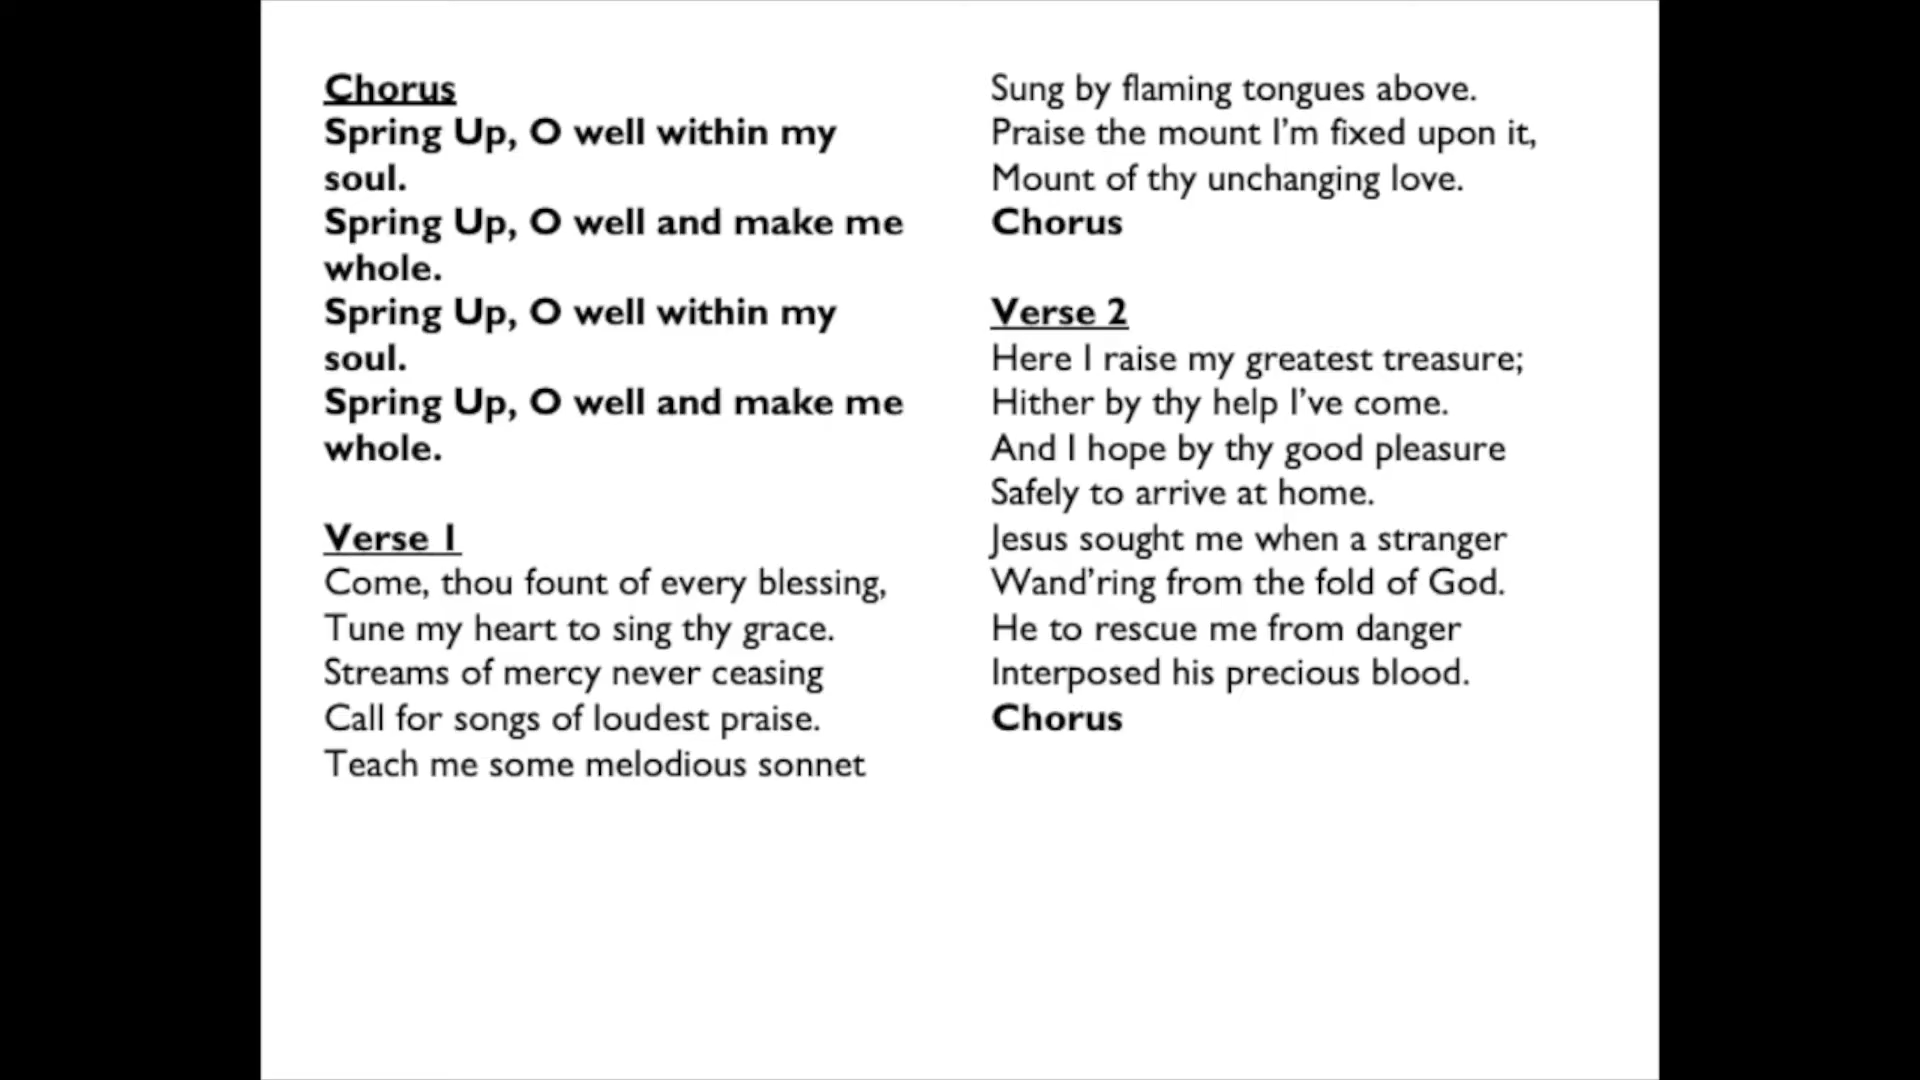 Chorus
Spring Up, O well within my
soul.
Spring Up, O well and make me
whole.
Spring Up, O well within my
soul.
Spring Up, O well and make me
whole.
Verse 1
Come, thou fount of every blessing,
Tune my heart to sing thy grace.
Streams of mercy never ceasing
Call for songs of loudest praise.
Teach me some melodious sonnet
Sung by flaming tongues above.
Praise the mount I'm fixed upon it,
Mount of thy unchanging love.
Chorus
Verse 2
Here I raise my greatest treasure;
Hither by thy help I've come.
And I hope by thy good pleasure
Safely to arrive at home.
Jesus sought me when a stranger
Wand'ring from the fold of God.
He to rescue me from danger
Interposed his precious blood.
Chorus